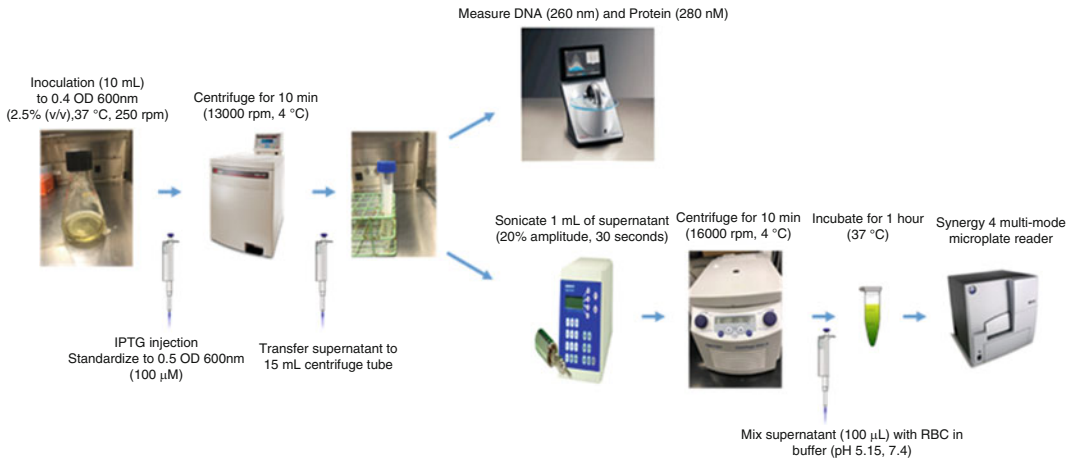 Measure DNA (260 nm) and Protein (280 nM)
Inoculation (10 mL)
to 0.4 OD 600nm
(2.5% (v/v),37 °C, 250 rpm)
Centrifuge for 10 min
(13000 rpm, 4 °C)
IPTG injection
Standardize to 0.5 OD 600nm
(100 μM)
Transfer supernatant to
15 mL centrifuge tube
Sonicate 1 mL of supernatant
(20% amplitude, 30 seconds)
Centrifuge for 10 min
(16000 rpm, 4 °C)
Incubate for 1 hour
(37 °C)
Synergy 4 multi-mode
microplate reader
Mix supernatant (100 μL) with RBC in
buffer (pH 5.15, 7.4)